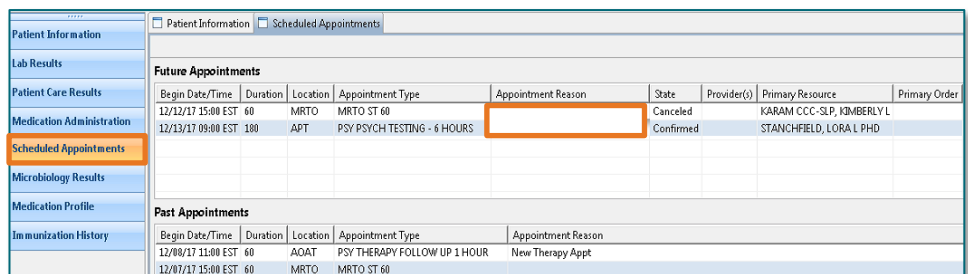 Patient Information
Lab Results
Patient Care Results
Medication Administration
Scheduled Appointments
Microbiology Results
Medication Profile
Immunization History
Patient Information Scheduled Appointments
Future Appointments
Begin Date/Time Duration Location Appointment Type Appointment Reason State Provider(s) Primary Resource Primary Order
12/12/17 15:00 EST 60 MRTO MRTO ST 60 Canceled KARAM CCC-SLP, KIMBERLY L
12/13/17 09:00 EST 180 APT PSY PSYCH TESTING - 6 HOURS Confirmed STANCHFIELD, LORA L PHD
Past Appointments
Begin Date/Time Duration Location Appointment Type Appointment Reason
12/08/17 11:00 EST 60 AOAT PSY THERAPY FOLLOW UP 1 HOUR New Therapy Appt
12/07/17 15:00 EST 60 MRTO MRTO ST 60